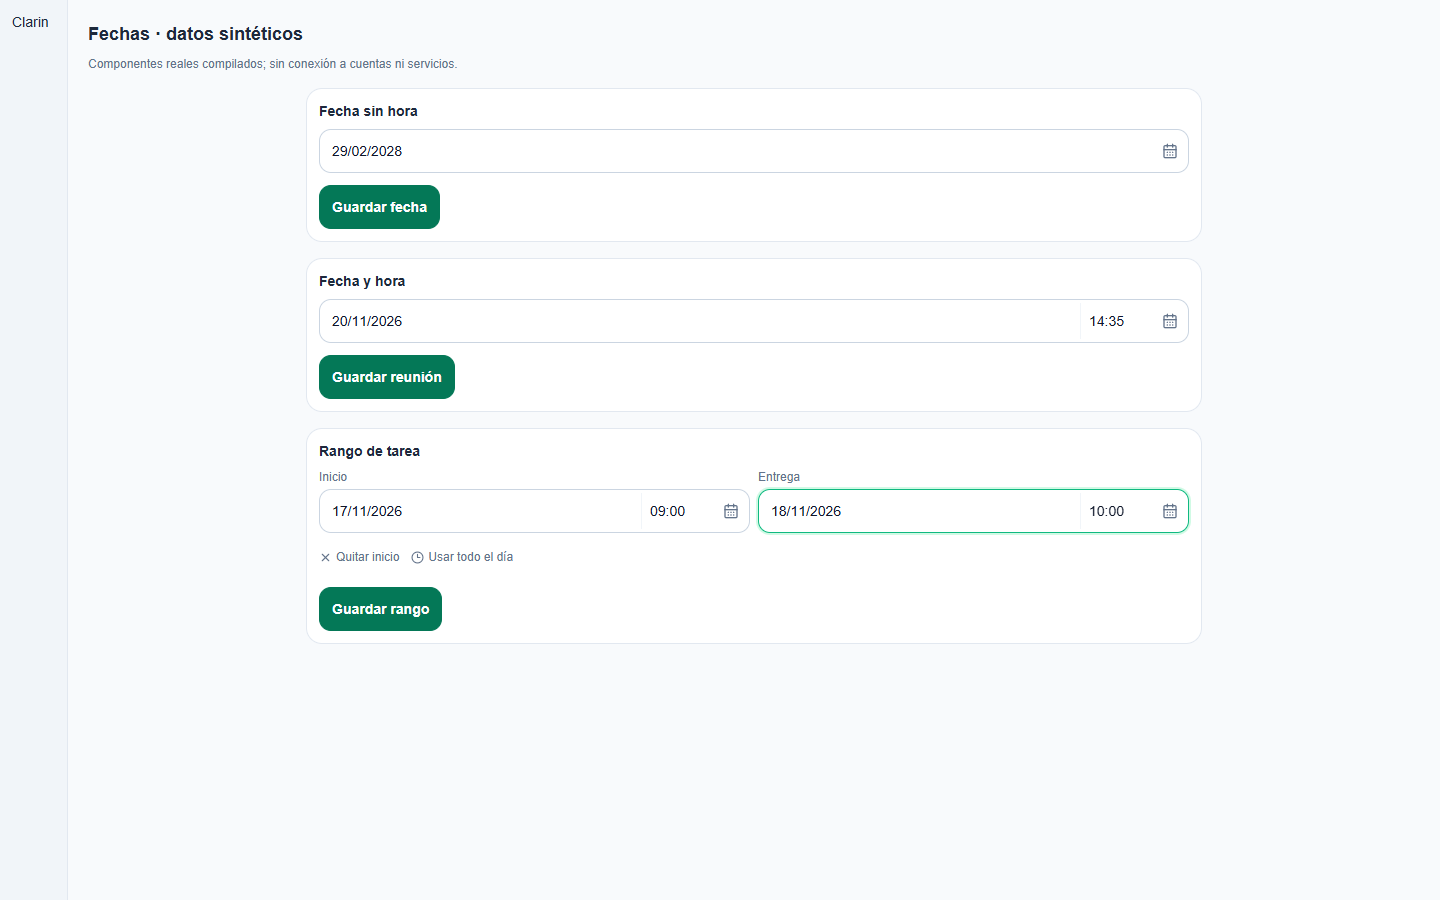 Clarin
Fechas · datos sintéticos
Componentes reales compilados; sin conexión a cuentas ni servicios.
Fecha sin hora
29/02/2028
Guardar fecha
Fecha y hora
20/11/2026 14:35
Guardar reunión
Rango de tarea
Inicio Entrega
17/11/2026 09:00 18/11/2026 10:00
Quitar inicio Usar todo el día
Guardar rango